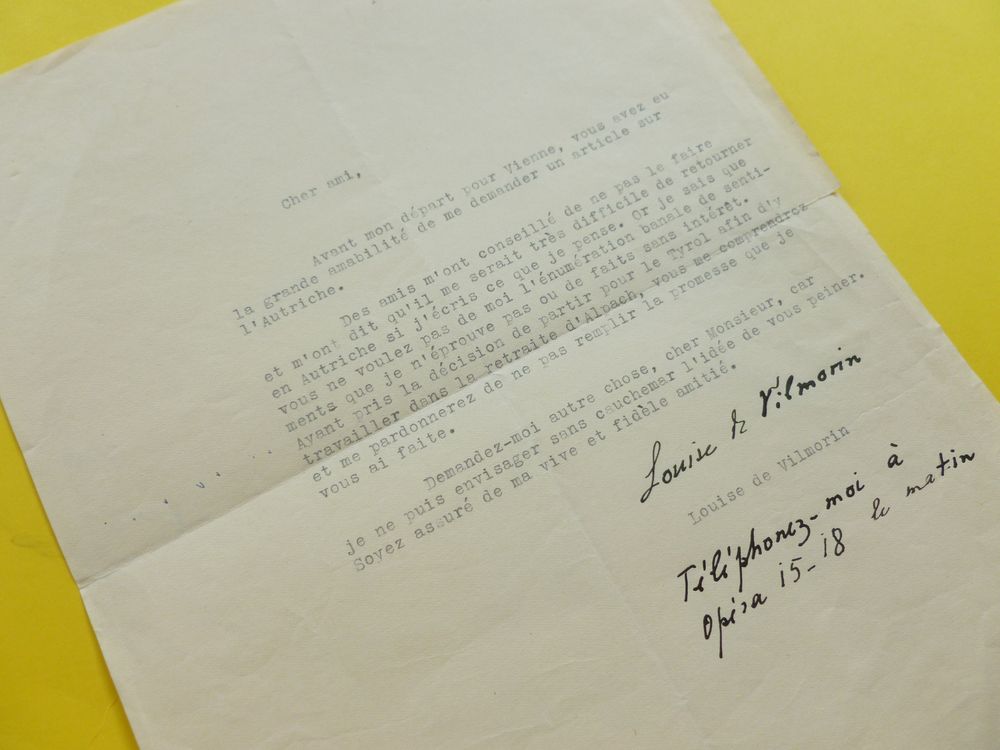 Cher ami,
Avant mon départ pour Vienne, vous avez eu
la grande amabilité de me demander un article sur
l'Autriche.
Des amis m'ont conseillé de ne pas le faire
et m'ont dit qu'il me serait très difficile de retourner
en Autriche si j'écris ce que je pense. Or je sais que
vous ne voulez pas de moi l'énumération banale de senti-
ments que je n'éprouve pas ou de faits sans intérêt.
Ayant pris la décision de partir pour le Tyrol afin d'y
travailler dans la retraite d'Alpach, vous me comprendrez
et me pardonnerez de ne pas remplir la promesse que je
vous ai faite.
Demandez-moi autre chose, cher Monsieur, car
je ne puis envisager sans cauchemar l'idée de vous peiner.
Soyez assuré de ma vive et fidèle amitié.
Louise de Vilmorin
Louise de Vilmorin
Téléphonez-moi à
Opéra 15-18 le matin